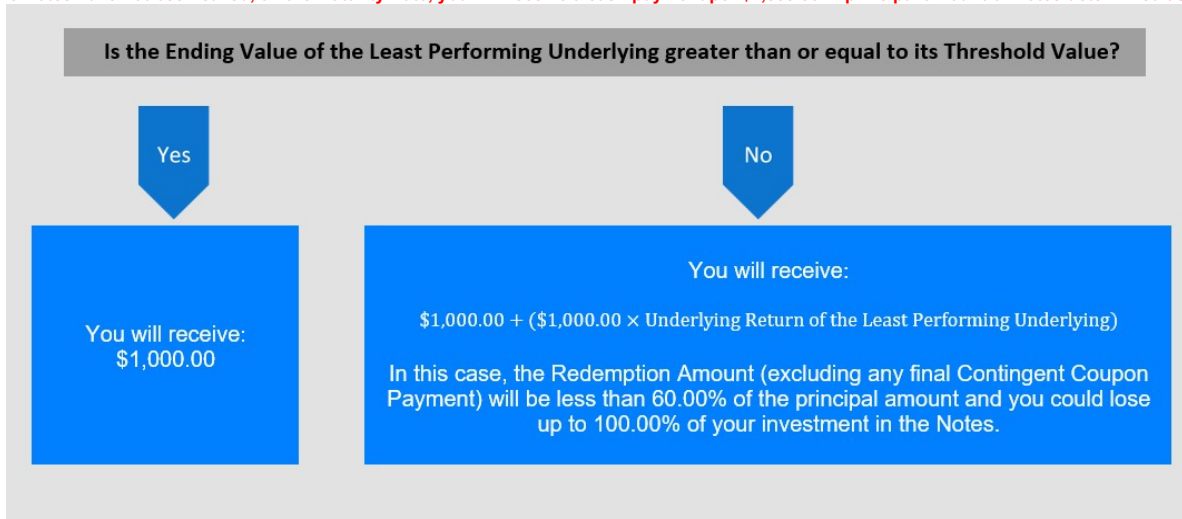 Is the Ending Value of the Least Performing Underlying greater than or equal to its Threshold Value?
Yes
No
You will receive:
$1,000.00
You will receive:
$1,000.00 + ($1,000.00 × Underlying Return of the Least Performing Underlying)
In this case, the Redemption Amount (excluding any final Contingent Coupon
Payment) will be less than 60.00% of the principal amount and you could lose
up to 100.00% of your investment in the Notes.